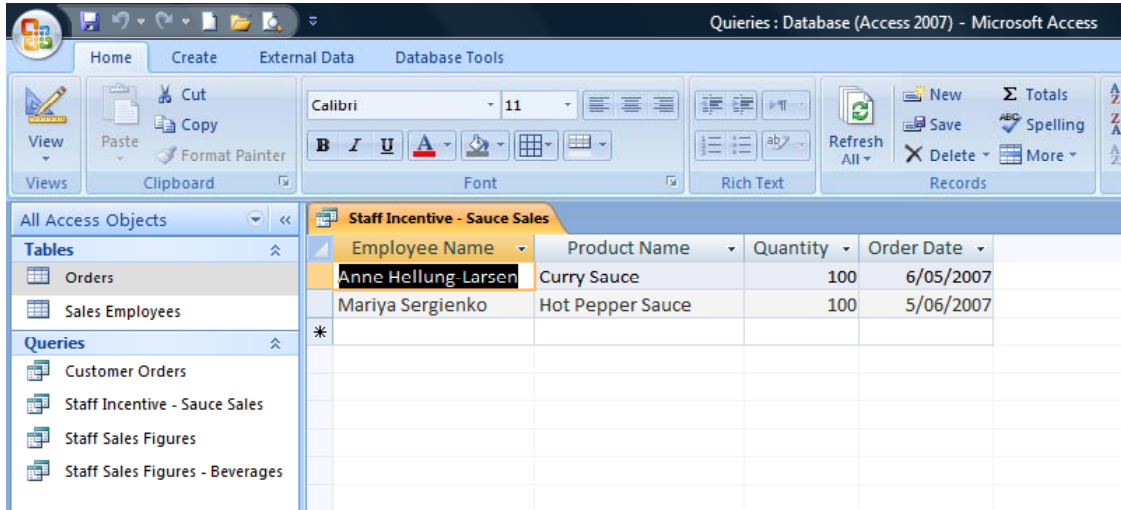 Quieries : Database (Access 2007) - Microsoft Access
Home Create External Data Database Tools
View
Views
Paste
Cut
Copy
Format Painter
Clipboard
Calibri 11
B I U A
Font
ab
Rich Text
Refresh All
New
Save
Delete
Σ Totals
ABC Spelling
More
Records
A
Z
Z
A
A
Z
All Access Objects
Tables
Orders
Sales Employees
Queries
Customer Orders
Staff Incentive - Sauce Sales
Staff Sales Figures
Staff Sales Figures - Beverages
Staff Incentive - Sauce Sales
Employee Name Product Name Quantity Order Date
Anne Hellung-Larsen Curry Sauce 100 6/05/2007
Mariya Sergienko Hot Pepper Sauce 100 5/06/2007